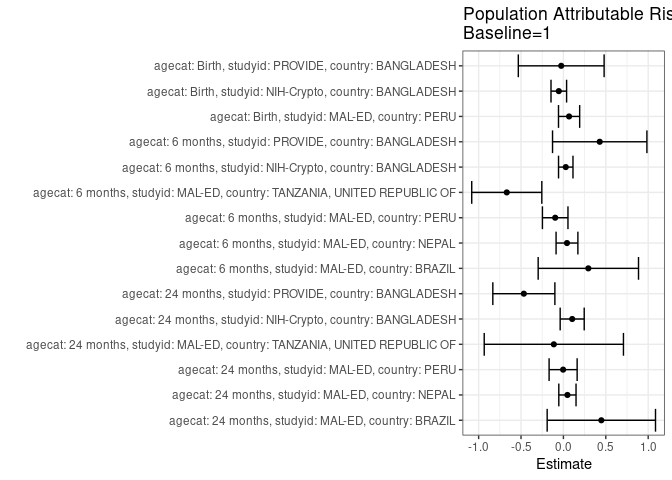 Population Attributable Ris
Baseline=1
agecat: Birth, studyid: PROVIDE, country: BANGLADESH
agecat: Birth, studyid: NIH-Crypto, country: BANGLADESH
agecat: Birth, studyid: MAL-ED, country: PERU
agecat: 6 months, studyid: PROVIDE, country: BANGLADESH
agecat: 6 months, studyid: NIH-Crypto, country: BANGLADESH
agecat: 6 months, studyid: MAL-ED, country: TANZANIA, UNITED REPUBLIC OF
agecat: 6 months, studyid: MAL-ED, country: PERU
agecat: 6 months, studyid: MAL-ED, country: NEPAL
agecat: 6 months, studyid: MAL-ED, country: BRAZIL
agecat: 24 months, studyid: PROVIDE, country: BANGLADESH
agecat: 24 months, studyid: NIH-Crypto, country: BANGLADESH
agecat: 24 months, studyid: MAL-ED, country: TANZANIA, UNITED REPUBLIC OF
agecat: 24 months, studyid: MAL-ED, country: PERU
agecat: 24 months, studyid: MAL-ED, country: NEPAL
agecat: 24 months, studyid: MAL-ED, country: BRAZIL
-1.0 -0.5 0.0 0.5 1.0
Estimate